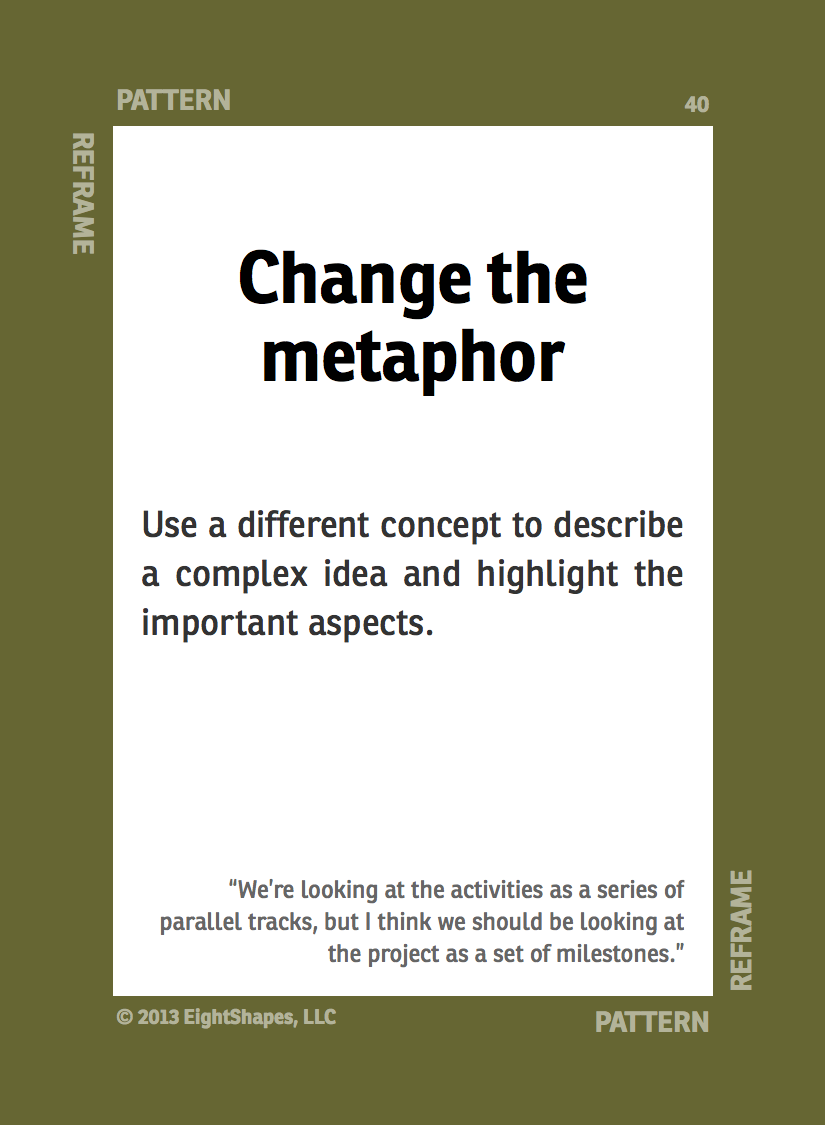 PATTERN
40
REFRAME
Change the
metaphor
Use a different concept to describe
a complex idea and highlight the
important aspects.
“We’re looking at the activities as a series of
parallel tracks, but I think we should be looking at
the project as a set of milestones.”
REFRAME
© 2013 EightShapes, LLC
PATTERN